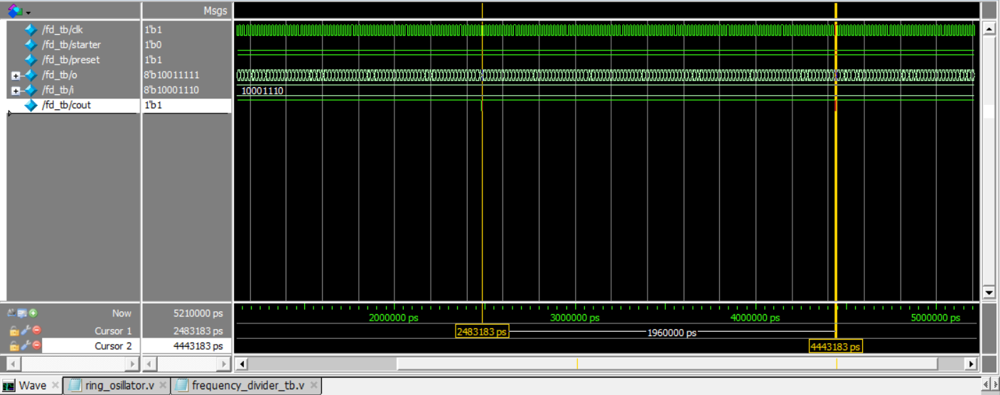 Msgs
/fd_tb/clk 1'b1
/fd_tb/starter 1'b0
/fd_tb/preset 1'b1
/fd_tb/o 8'b10011111
/fd_tb/i 8'b10001110 10001110
/fd_tb/cout 1'b1
Now 5210000 ps 2000000 ps 3000000 ps 4000000 ps 5000000 ps
Cursor 1 2483183 ps 2483183 ps 1960000 ps
Cursor 2 4443183 ps 4443183 ps
Wave ring_osillator.v frequency_divider_tb.v